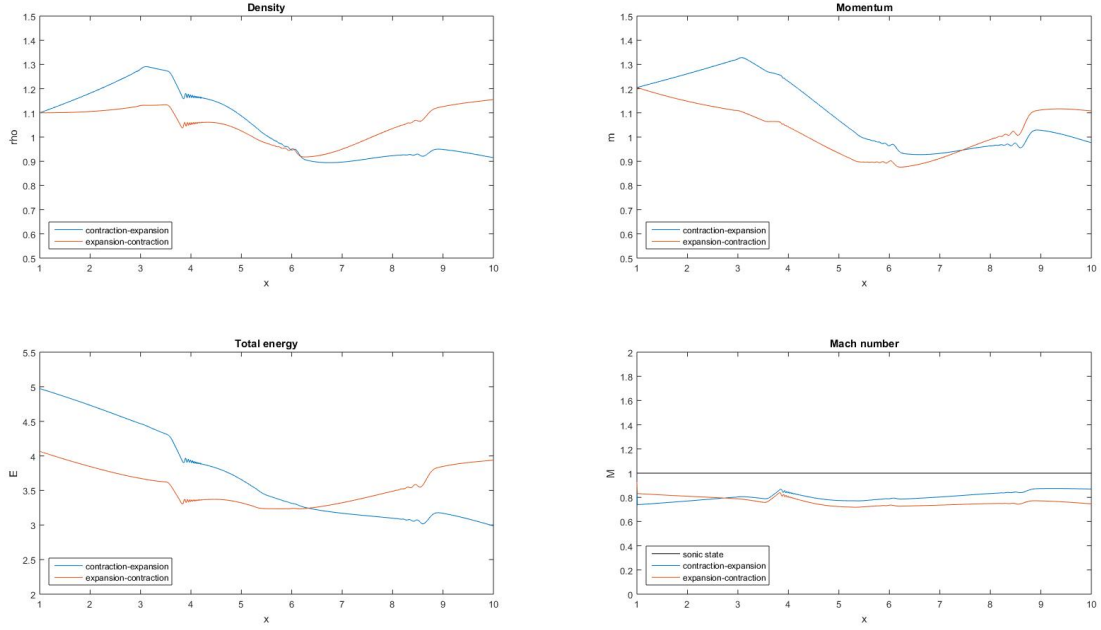 Density
1.5
1.4
1.3
1.2
1.1
1
0.9
0.8
0.7
0.6
0.5
rho
contraction-expansion
expansion-contraction
1 2 3 4 5 6 7 8 9 10
x
Momentum
1.5
1.4
1.3
1.2
1.1
1
0.9
0.8
0.7
0.6
0.5
m
contraction-expansion
expansion-contraction
1 2 3 4 5 6 7 8 9 10
x
Total energy
5.5
5
4.5
4
3.5
3
2.5
2
E
contraction-expansion
expansion-contraction
1 2 3 4 5 6 7 8 9 10
x
Mach number
2
1.8
1.6
1.4
1.2
1
0.8
0.6
0.4
0.2
0
M
sonic state
contraction-expansion
expansion-contraction
1 2 3 4 5 6 7 8 9 10
x